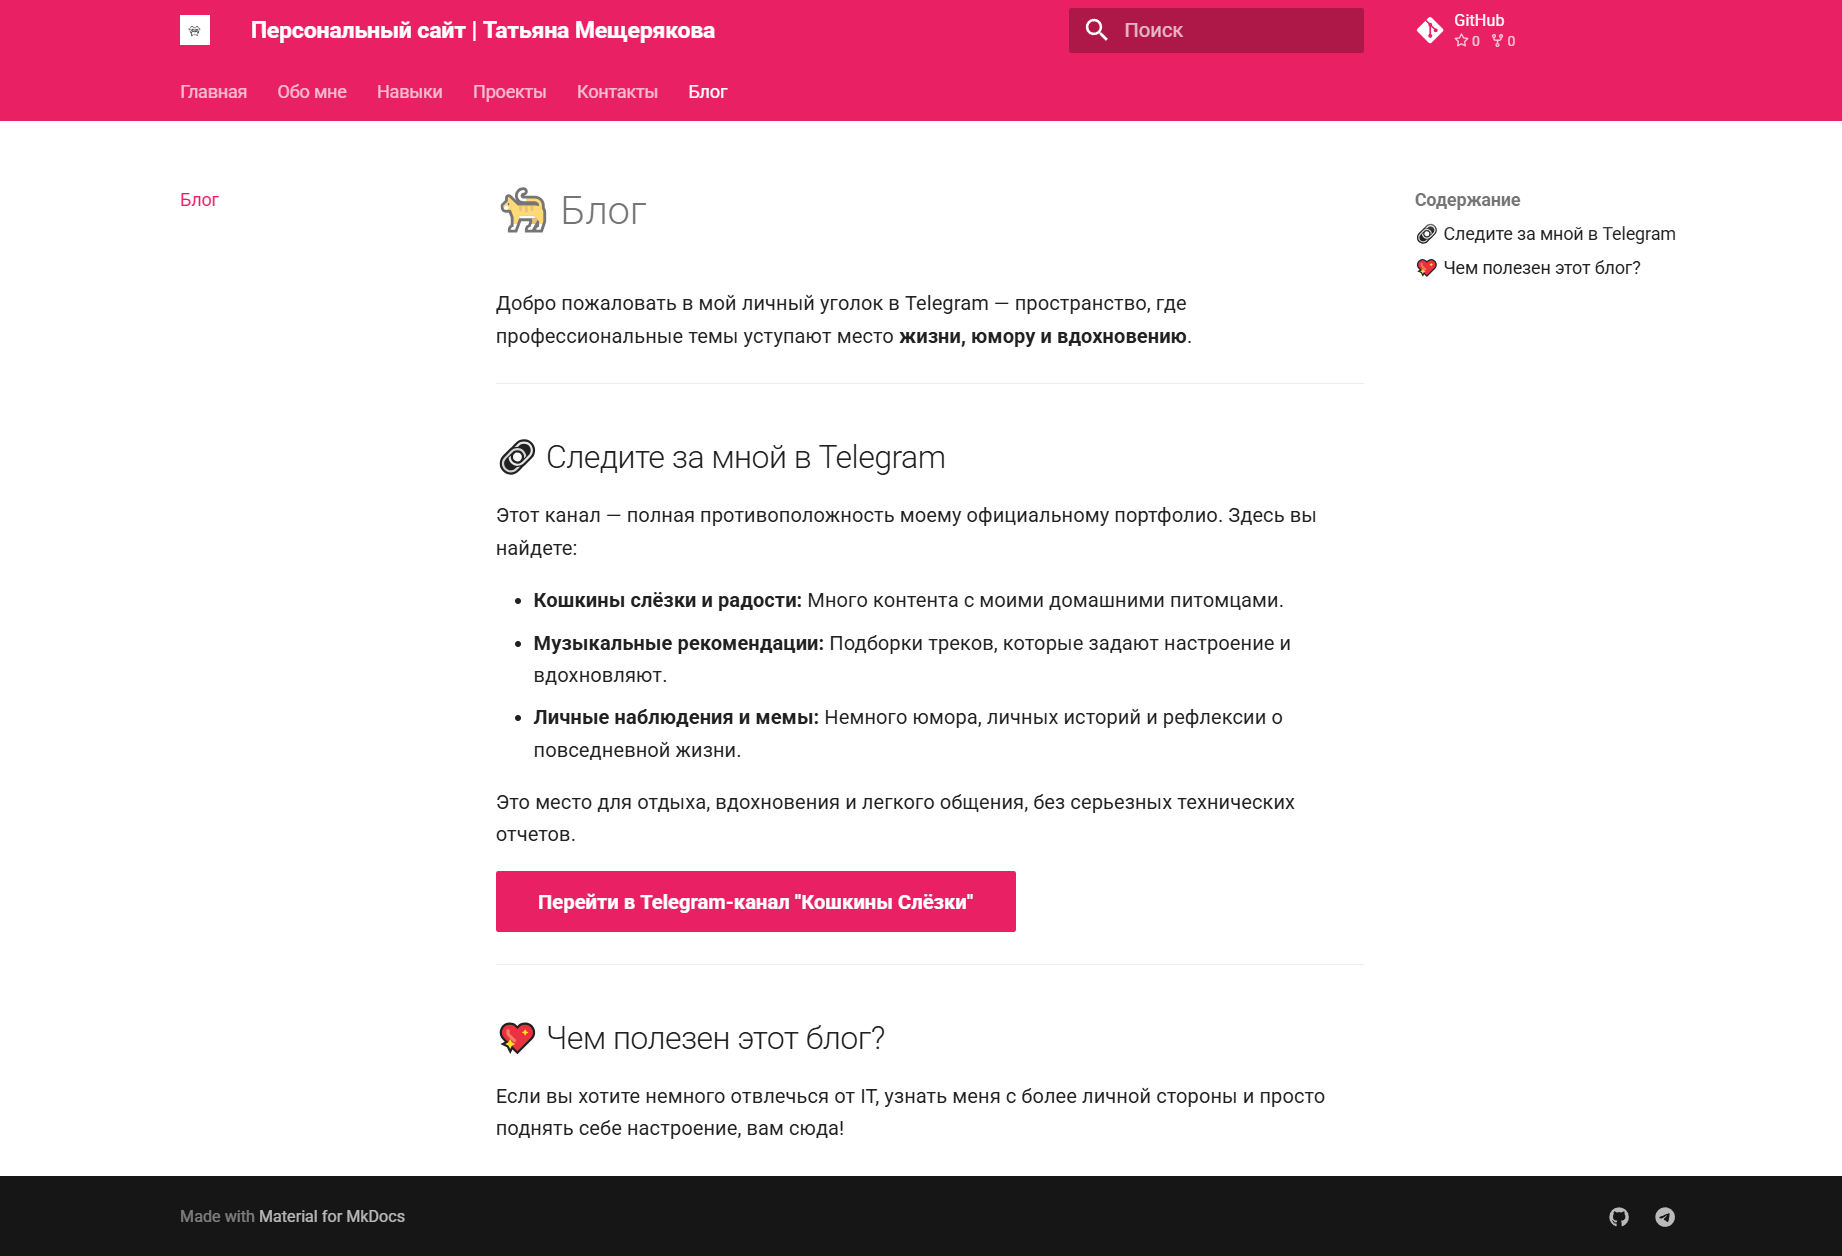 Персональный сайт | Татьяна Мещерякова
Поиск
GitHub
0 0
Главная Обо мне Навыки Проекты Контакты Блог
Блог
Блог
Содержание
Следите за мной в Telegram
Чем полезен этот блог?
Добро пожаловать в мой личный уголок в Telegram — пространство, где
профессиональные темы уступают место жизни, юмору и вдохновению.
Следите за мной в Telegram
Этот канал — полная противоположность моему официальному портфолио. Здесь вы
найдете:
• Кошкины слёзки и радости: Много контента с моими домашними питомцами.
• Музыкальные рекомендации: Подборки треков, которые задают настроение и
вдохновляют.
• Личные наблюдения и мемы: Немного юмора, личных историй и рефлексии о
повседневной жизни.
Это место для отдыха, вдохновения и легкого общения, без серьезных технических
отчетов.
Перейти в Telegram-канал "Кошкины Слёзки"
Чем полезен этот блог?
Если вы хотите немного отвлечься от IT, узнать меня с более личной стороны и просто
поднять себе настроение, вам сюда!
Made with Material for MkDocs